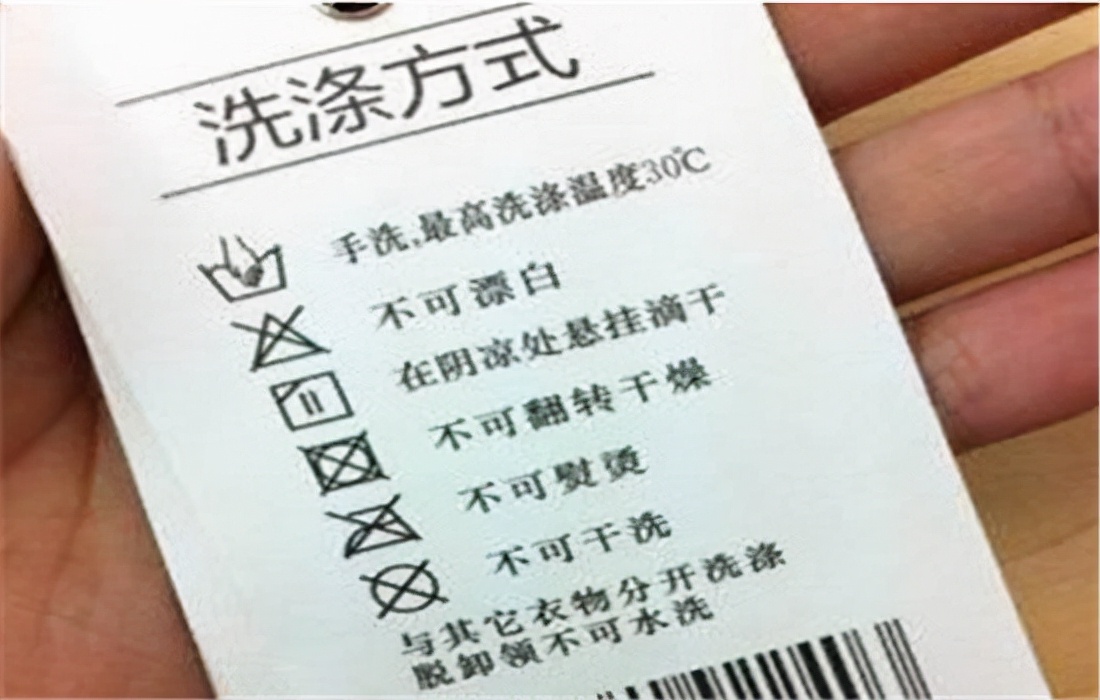 洗涤方式
手洗,最高洗涤温度30℃
不可漂白
在阴凉处悬挂滴干
不可翻转干燥
不可熨烫
不可干洗
与其它衣物分开洗涤
脱卸领不可水洗